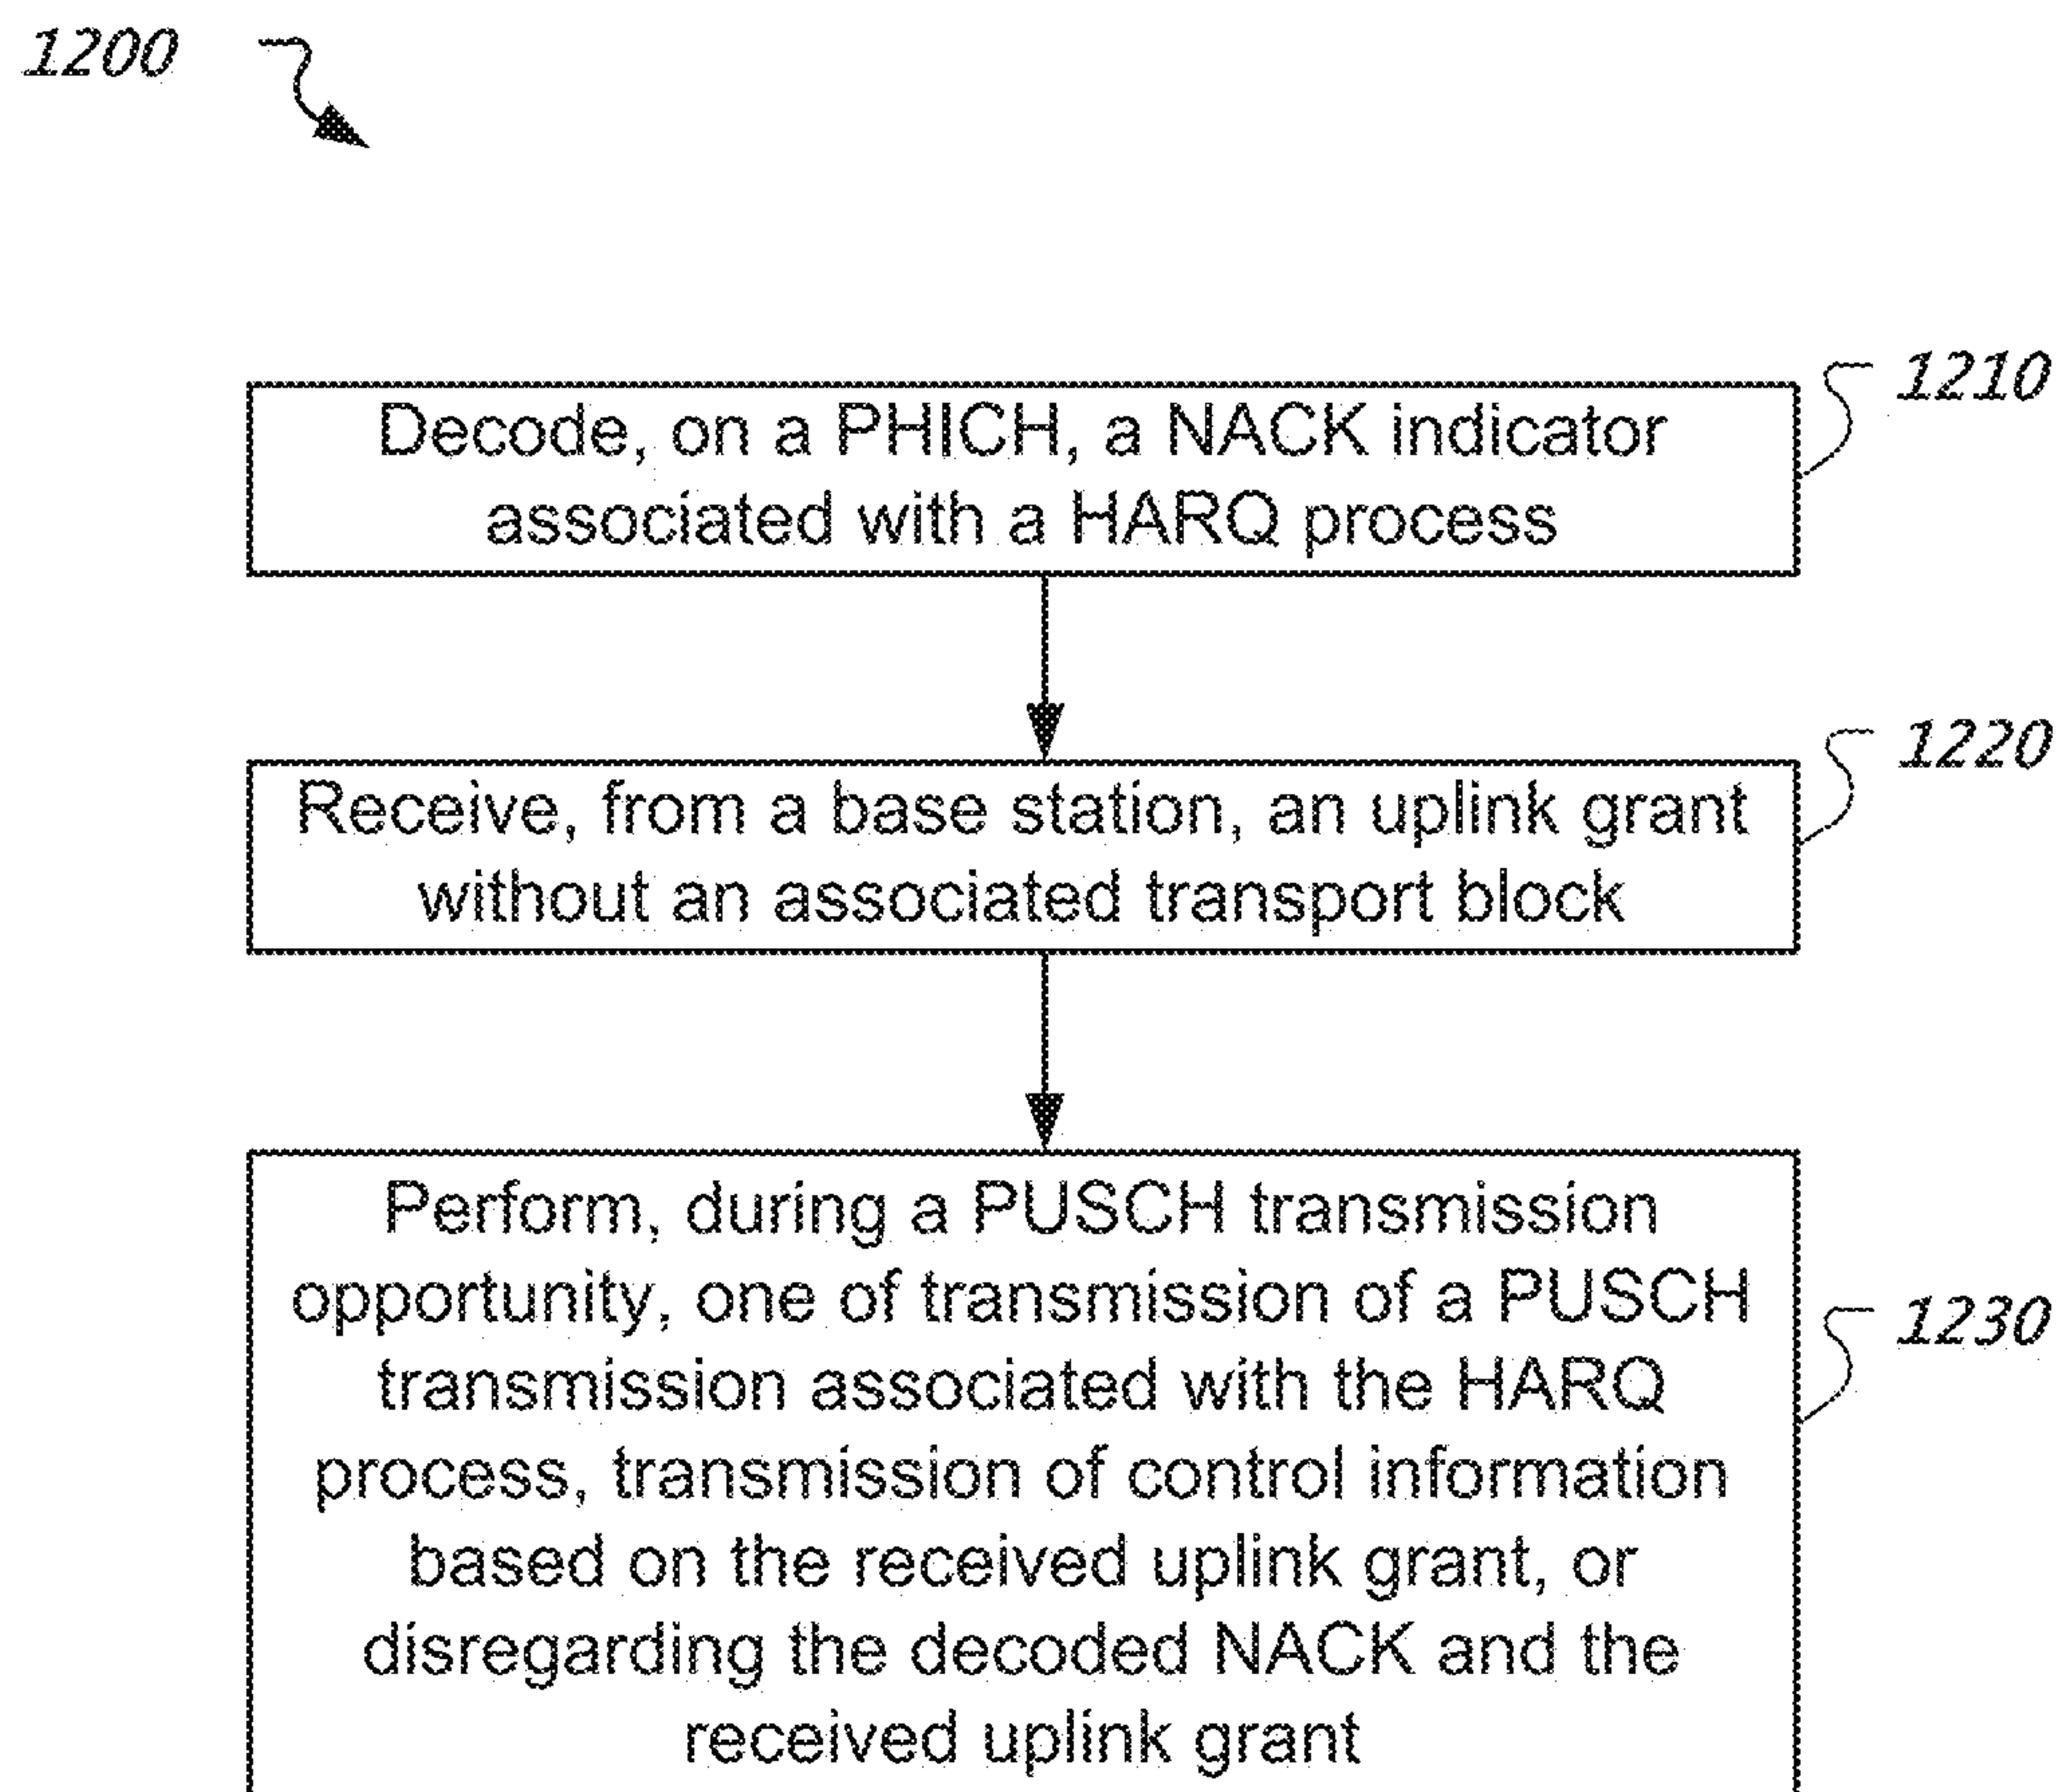 1200
1210
Decode, on a PHICH, a NACK indicator
associated with a HARQ process
1220
Receive, from a base station, an uplink grant
without an associated transport block
Perform, during a PUSCH transmission
opportunity, one of transmission of a PUSCH
1230
transmission associated with the HARQ
process, transmission of control information
based on the received uplink grant, or
disregarding the decoded NACK and the
received uplink grant